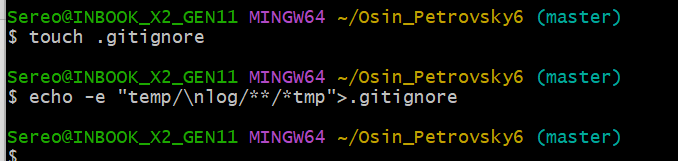 Sereo@INBOOK_X2_GEN11 MINGW64 ~/Osin_Petrovsky6 (master)
$ touch .gitignore
Sereo@INBOOK_X2_GEN11 MINGW64 ~/Osin_Petrovsky6 (master)
$ echo -e "temp/\nlog/**/*tmp">.gitignore
Sereo@INBOOK_X2_GEN11 MINGW64 ~/Osin_Petrovsky6 (master)
$